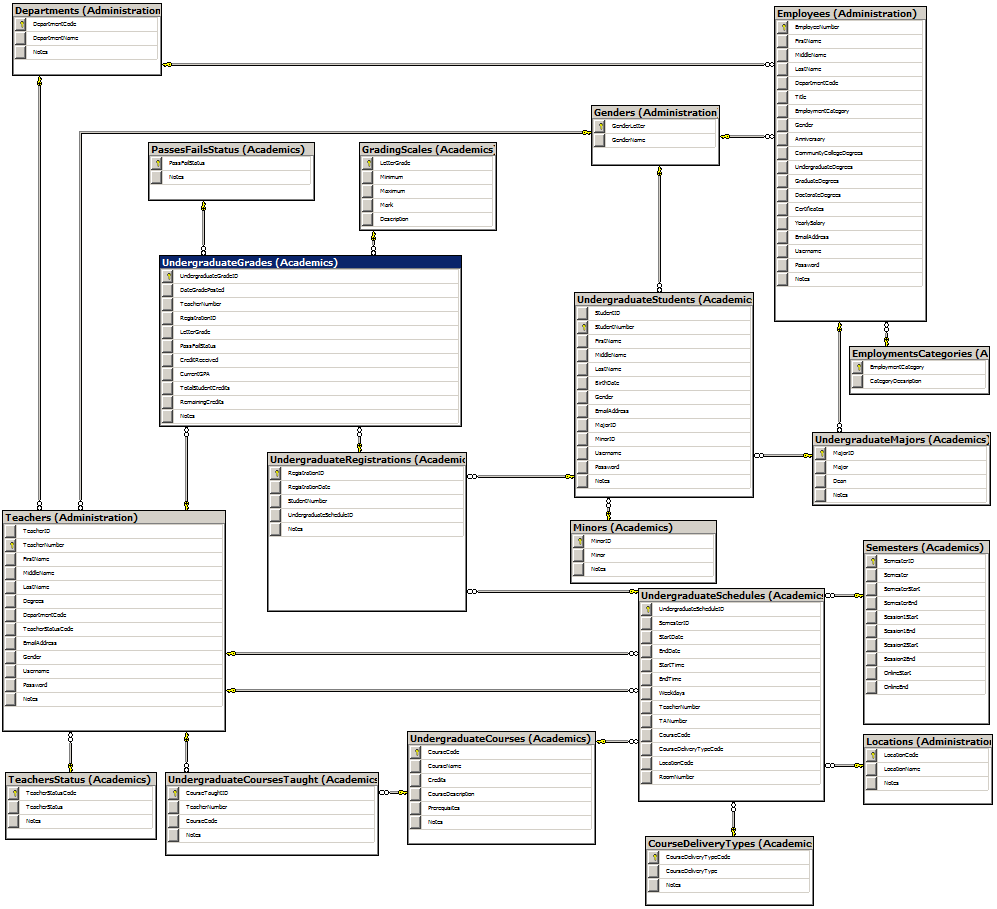 Departments (Administration
DepartmentCode
DepartmentName
Notes
Employees (Administration)
EmployeeNumber
FirstName
MiddleName
LastName
DepartmentCode
Title
EmploymentCategory
Gender
Anniversary
CommunityCollegeDegrees
UndergraduateDegrees
GraduateDegrees
DoctorateDegrees
Certificates
YearlySalary
EmailAddress
Username
Password
Notes
Genders (Administration
GenderLetter
GenderName
PassesFailsStatus (Academics)
PassFailStatus
Notes
GradingScales (Academics)
LetterGrade
Minimum
Maximum
Mark
Description
UndergraduateGrades (Academics)
UndergraduateGradeID
DateGradePosted
TeacherNumber
RegistrationID
LetterGrade
PassFailStatus
CreditReceived
CurrentGPA
TotalStudentCredits
RemainingCredits
Notes
UndergraduateStudents (Academic
StudentID
StudentNumber
FirstName
MiddleName
LastName
BirthDate
Gender
EmailAddress
MajorID
MinorID
Username
Password
Notes
EmploymentsCategories (A
EmploymentCategory
CategoryDescription
UndergraduateMajors (Academics)
MajorID
Major
Dean
Notes
UndergraduateRegistrations (Academic
RegistrationID
RegistrationDate
StudentNumber
UndergraduateScheduleID
Notes
Teachers (Administration)
TeacherID
TeacherNumber
FirstName
MiddleName
LastName
Degrees
DepartmentCode
TeacherStatusCode
EmailAddress
Gender
Username
Password
Notes
Minors (Academics)
MinorID
Minor
Notes
Semesters (Academics)
SemesterID
Semester
SemesterStart
SemesterEnd
Session1Start
Session1End
Session2Start
Session2End
OnlineStart
OnlineEnd
UndergraduateSchedules (Academics
UndergraduateScheduleID
SemesterID
StartDate
EndDate
StartTime
EndTime
Weekdays
TeacherNumber
TANumber
CourseCode
CourseDeliveryTypeCode
LocationCode
RoomNumber
UndergraduateCourses (Academics)
CourseCode
CourseName
Credits
CourseDescription
Prerequisites
Notes
Locations (Administration
LocationCode
LocationName
Notes
TeachersStatus (Academics)
TeacherStatusCode
TeacherStatus
Notes
UndergraduateCoursesTaught (Academics
CourseTaughtID
TeacherNumber
CourseCode
Notes
CourseDeliveryTypes (Academic
CourseDeliveryTypeCode
CourseDeliveryType
Notes